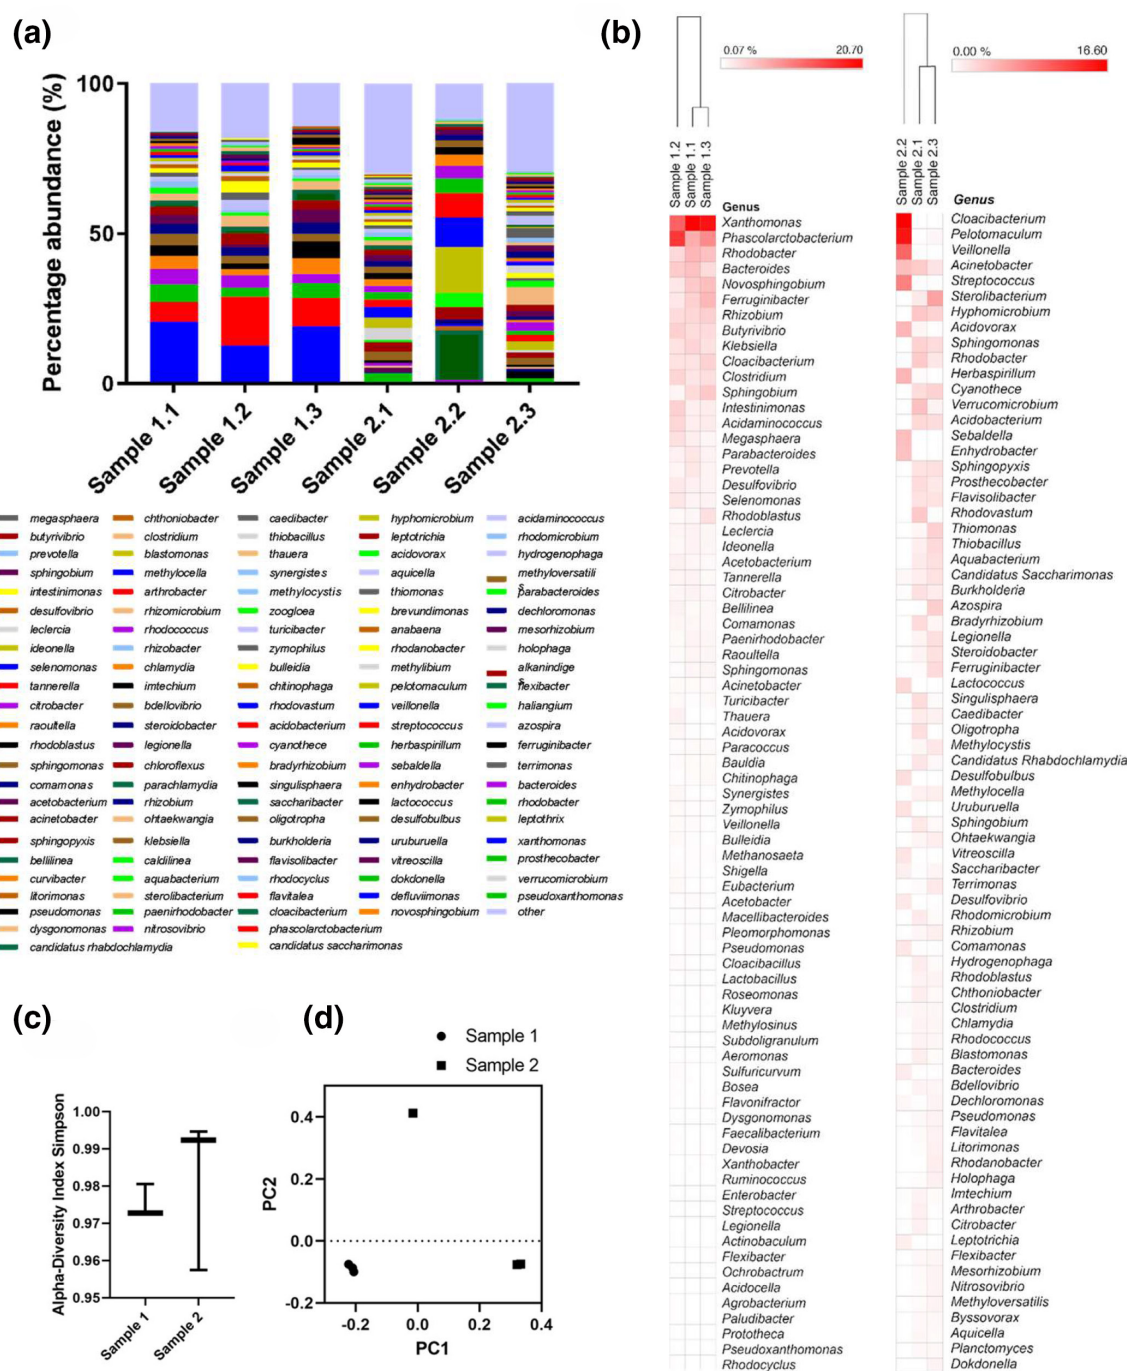 (a)
Percentage abundance (%)
100
50
0
Sample 1.1
Sample 1.2
Sample 1.3
Sample 2.1
Sample 2.2
Sample 2.3
megasphaera chthoniobacter caedibacter hyphomicrobium acidaminococcus
butyrivibrio clostridium thiobacillus leptotrichia rhodomicrobium
prevotella blastomonas thauera acidovorax hydrogenophaga
sphingobium methylocella synergistes aquicella methyloversatili
s
intestinimonas arthrobacter methylocystis thiomonas parabacteroides
desulfovibrio rhizomicrobium zoogloea brevundimonas dechloromonas
leclercia rhodococcus turicibacter anabaena mesorhizobium
ideonella rhizobacter zymophilus rhodanobacter holophaga
selenomonas chlamydia bulleidia methylibium alkanindige
s
tannerella imtechium chitinophaga pelotomaculum flexibacter
citrobacter bdellovibrio rhodovastum veillonella haliangium
raoultella steroidobacter acidobacterium streptococcus azospira
rhodoblastus legionella cyanothece herbaspirillum ferruginibacter
sphingomonas chloroflexus bradyrhizobium sebaldella terrimonas
comamonas parachlamydia singulisphaera enhydrobacter bacteroides
acetobacterium rhizobium saccharibacter lactococcus rhodobacter
acinetobacter ohtaekwangia oligotropha desulfobulbus leptothrix
sphingopyxis klebsiella burkholderia uruburuella xanthomonas
bellilinea caldilinea flavisolibacter vitreoscilla prosthecobacter
curvibacter aquabacterium rhodocyclus dokdonella verrucomicrobium
litorimonas sterolibacterium flavitalea defluviimonas pseudoxanthomonas
pseudomonas paenirhodobacter cloacibacterium novosphingobium other
dysgonomonas nitrosovibrio phascolarctobacterium
candidatus rhabdochlamydia candidatus saccharimonas
(b)
0.07 % 20.70
Sample 1.2
Sample 1.1
Sample 1.3
Genus
Xanthomonas
Phascolarctobacterium
Rhodobacter
Bacteroides
Novosphingobium
Ferruginibacter
Rhizobium
Butyrivibrio
Klebsiella
Cloacibacterium
Clostridium
Sphingobium
Intestinimonas
Acidaminococcus
Megasphaera
Parabacteroides
Prevotella
Desulfovibrio
Selenomonas
Rhodoblastus
Leclercia
Ideonella
Acetobacterium
Tannerella
Citrobacter
Bellilinea
Comamonas
Paenirhodobacter
Raoultella
Sphingomonas
Acinetobacter
Turicibacter
Thauera
Acidovorax
Paracoccus
Bauldia
Chitinophaga
Synergistes
Zymophilus
Veillonella
Bulleidia
Methanosaeta
Shigella
Eubacterium
Acetobacter
Macellibacteroides
Pleomorphomonas
Pseudomonas
Cloacibacillus
Lactobacillus
Roseomonas
Kluyvera
Methylosinus
Subdoligranulum
Aeromonas
Sulfuricurvum
Bosea
Flavonifractor
Dysgonomonas
Faecalibacterium
Devosia
Xanthobacter
Ruminococcus
Enterobacter
Streptococcus
Legionella
Actinobaculum
Flexibacter
Ochrobactrum
Acidocella
Agrobacterium
Paludibacter
Prototheca
Pseudoxanthomonas
Rhodocyclus
0.00 % 16.60
Sample 2.2
Sample 2.1
Sample 2.3
Genus
Cloacibacterium
Pelotomaculum
Veillonella
Acinetobacter
Streptococcus
Sterolibacterium
Hyphomicrobium
Acidovorax
Sphingomonas
Rhodobacter
Herbaspirillum
Cyanothece
Verrucomicrobium
Acidobacterium
Sebaldella
Enhydrobacter
Sphingopyxis
Prosthecobacter
Flavisolibacter
Rhodovastum
Thiomonas
Thiobacillus
Aquabacterium
Candidatus Saccharimonas
Burkholderia
Azospira
Bradyrhizobium
Legionella
Steroidobacter
Ferruginibacter
Lactococcus
Singulisphaera
Caedibacter
Oligotropha
Methylocystis
Candidatus Rhabdochlamydia
Desulfobulbus
Methylocella
Uruburuella
Sphingobium
Ohtaekwangia
Vitreoscilla
Saccharibacter
Terrimonas
Desulfovibrio
Rhodomicrobium
Rhizobium
Comamonas
Hydrogenophaga
Rhodoblastus
Chthoniobacter
Clostridium
Chlamydia
Rhodococcus
Blastomonas
Bacteroides
Bdellovibrio
Dechloromonas
Pseudomonas
Flavitalea
Litorimonas
Rhodanobacter
Holophaga
Imtechium
Arthrobacter
Citrobacter
Leptotrichia
Flexibacter
Mesorhizobium
Nitrosovibrio
Methyloversatilis
Byssovorax
Aquicella
Planctomyces
Dokdonella
(c)
Alpha-Diversity Index Simpson
1.00
0.99
0.98
0.97
0.96
0.95
Sample 1
Sample 2
(d)
Sample 1
Sample 2
PC2
0.4
0.2
0.0
-0.2
-0.2 0.0 0.2 0.4
PC1